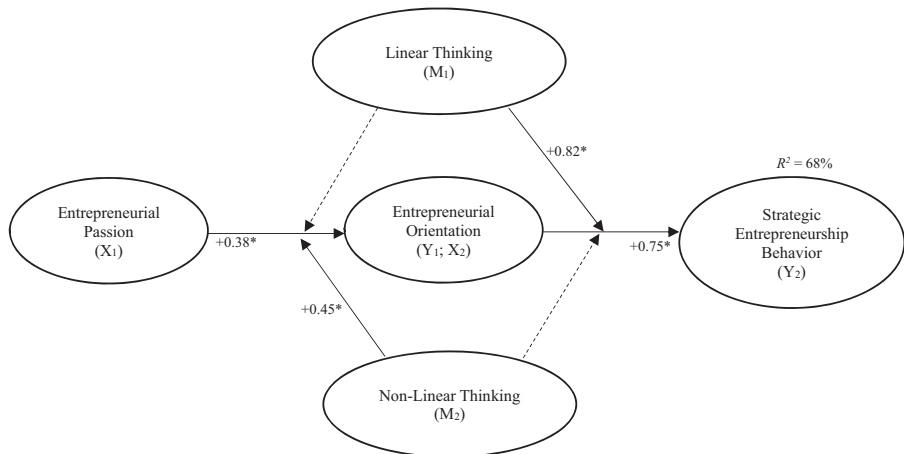 Linear Thinking
(M1)
+0.82*
R² = 68%
Entrepreneurial
Passion
(X1)
+0.38*
Entrepreneurial
Orientation
(Y1; X2)
+0.75*
Strategic
Entrepreneurship
Behavior
(Y2)
+0.45*
Non-Linear Thinking
(M2)